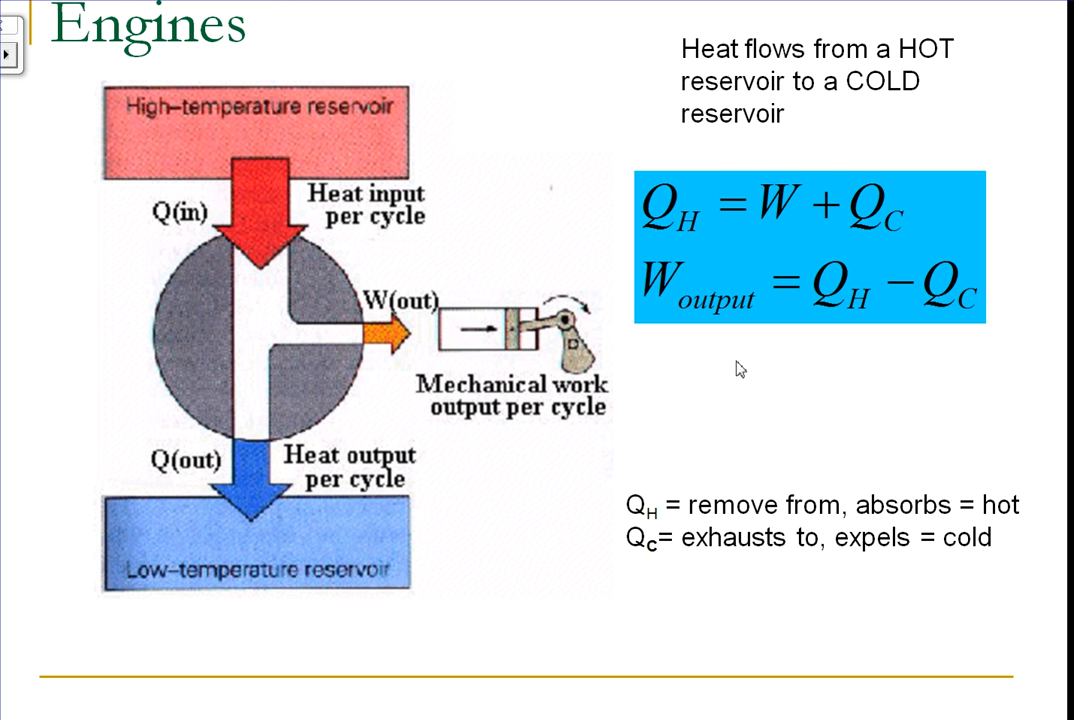 Engines
Heat flows from a HOT
reservoir to a COLD
reservoir
High–temperature reservoir
Q(in)
Heat input
per cycle
W(out)
Mechanical work
output per cycle
Q(out)
Heat output
per cycle
Low–temperature reservoir
Q_H = W + Q_C
W_output = Q_H − Q_C
Q_H = remove from, absorbs = hot
Q_C= exhausts to, expels = cold